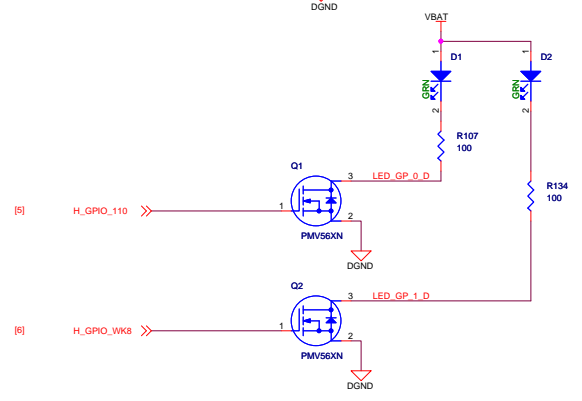 DGND
VBAT
1
D1
GRN
2
1
D2
GRN
2
R107
100
Q1
3
LED_GP_0_D
R134
100
[5]
H_GPIO_110
1
2
PMV56XN
DGND
Q2
3
LED_GP_1_D
[6]
H_GPIO_WK8
1
2
PMV56XN
DGND